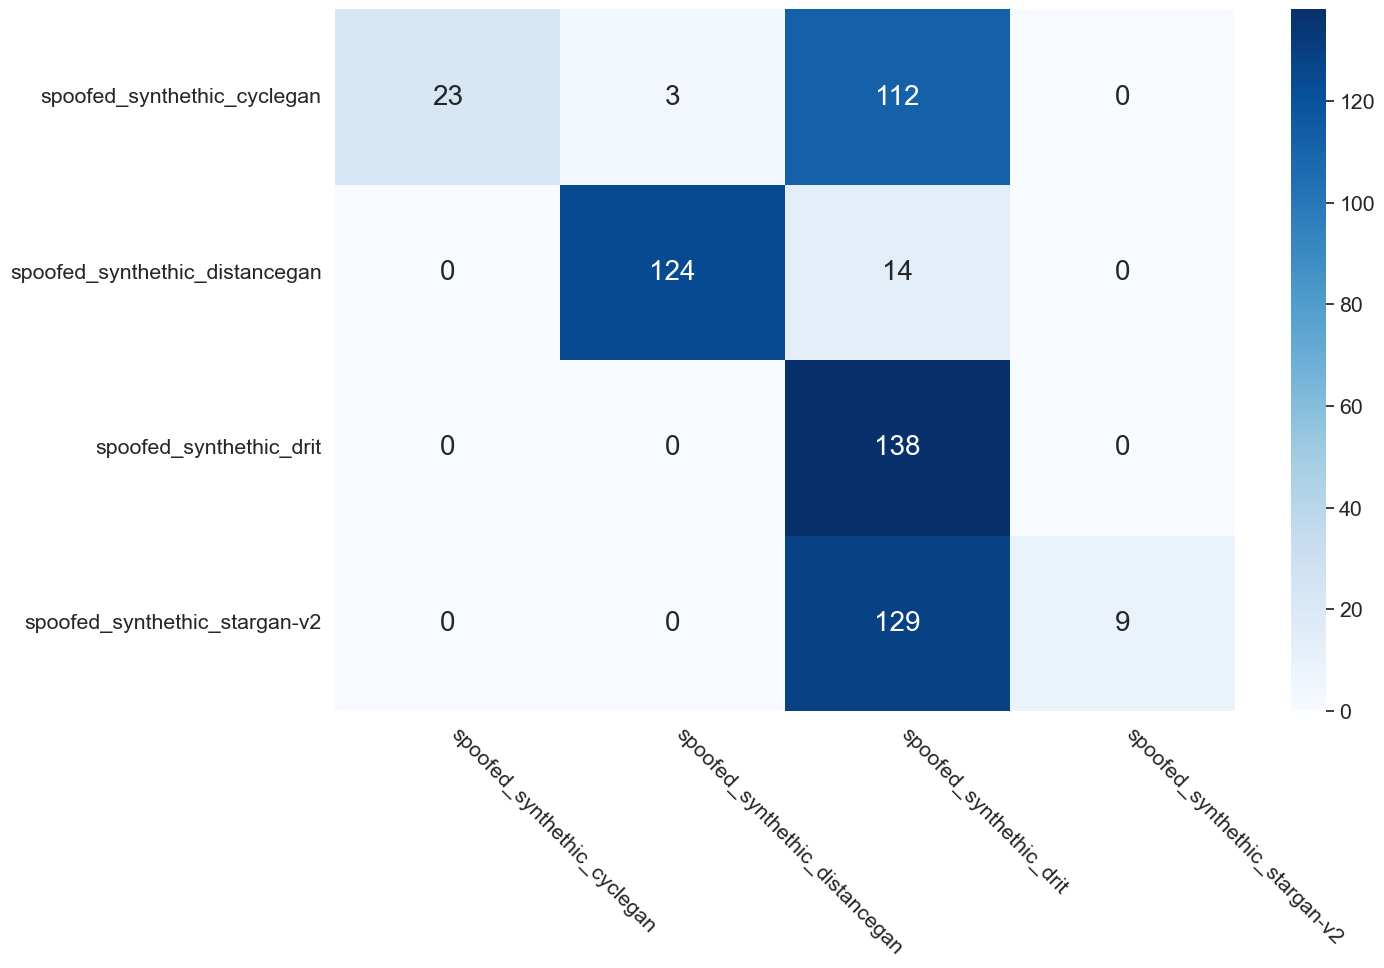 spoofed_synthethic_cyclegan 23 3 112 0
spoofed_synthethic_distancegan 0 124 14 0
spoofed_synthethic_drit 0 0 138 0
spoofed_synthethic_stargan-v2 0 0 129 9
spoofed_synthethic_cyclegan
spoofed_synthethic_distancegan
spoofed_synthethic_drit
spoofed_synthethic_stargan-v2
120
100
80
60
40
20
0